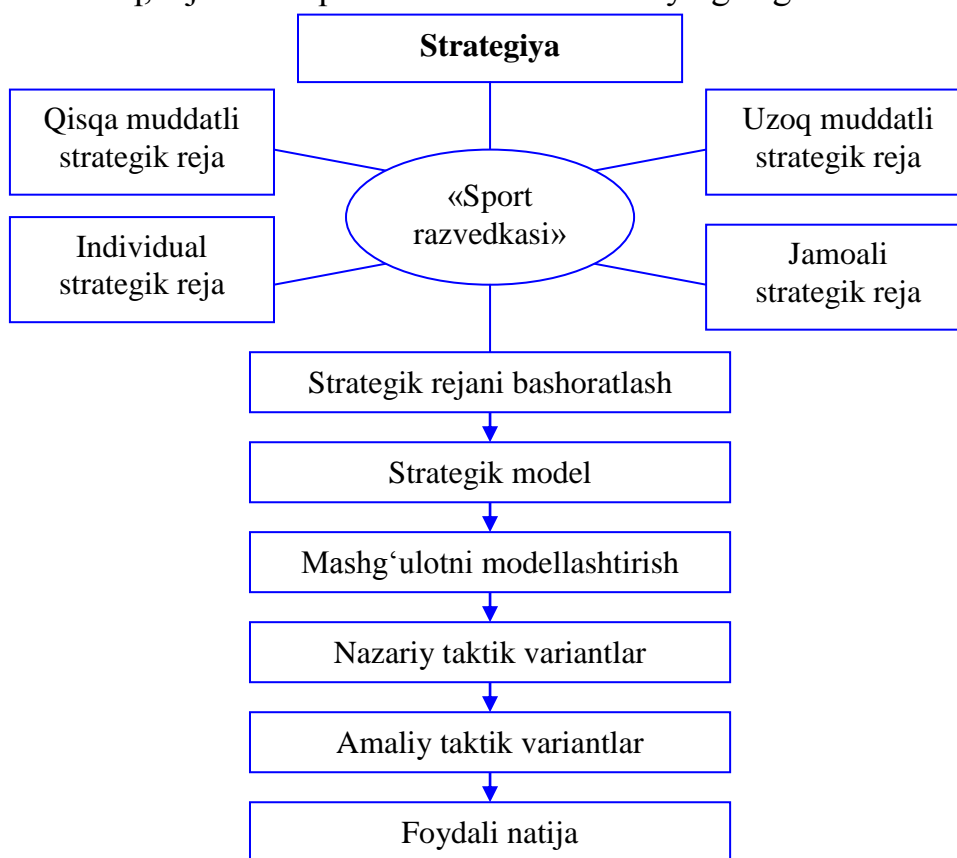 Strategiya
Qisqa muddatli
strategik reja
Uzoq muddatli
strategik reja
«Sport
razvedkasi»
Individual
strategik reja
Jamoali
strategik reja
Strategik rejani bashoratlash
Strategik model
Mashg‘ulotni modellashtirish
Nazariy taktik variantlar
Amaliy taktik variantlar
Foydali natija